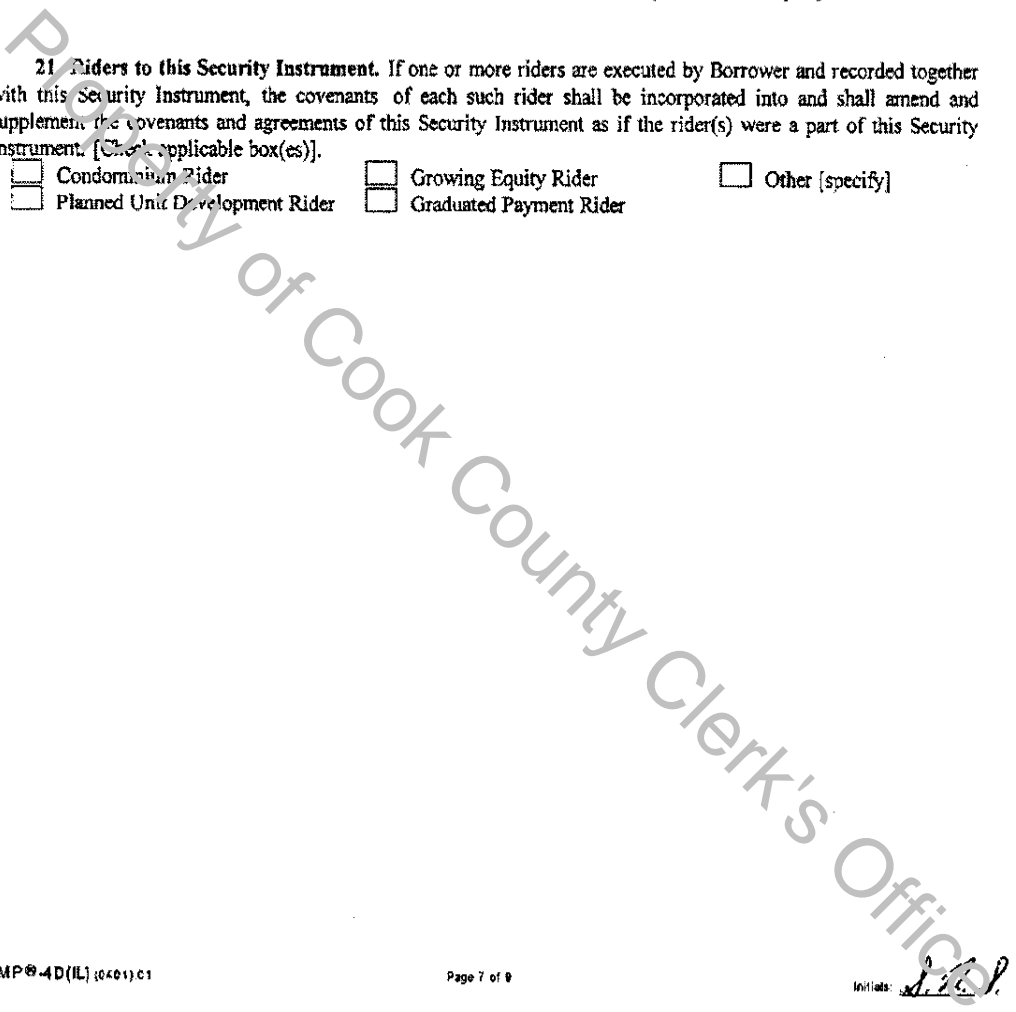 21. Riders to this Security Instrument. If one or more riders are executed by Borrower and recorded together
with this Security Instrument, the covenants of each such rider shall be incorporated into and shall amend and
supplement the covenants and agreements of this Security Instrument as if the rider(s) were a part of this Security
Instrument. [Check applicable box(es)].
Condominium Rider Growing Equity Rider Other [specify]
Planned Unit Development Rider Graduated Payment Rider
Property of Cook County Clerk's Office
MP®-4D(IL) (0401).01 Page 7 of 9 Initials: